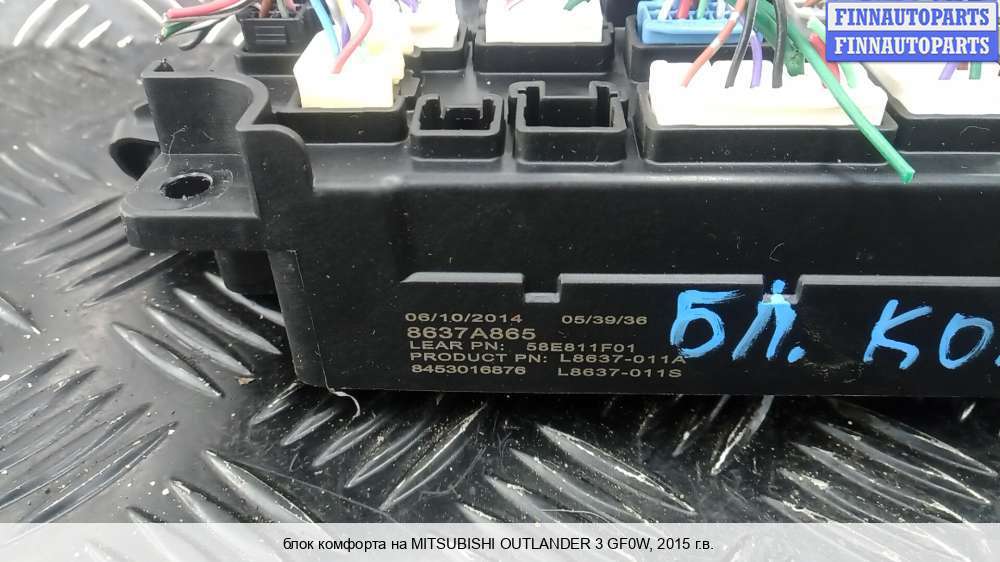 FINNAUTOPARTS
FINNAUTOPARTS
06/10/2014 05/39/36
8637A865
LEAR PN: 58E811F01
PRODUCT PN: L8637-011A
8453016876 L8637-011S
БЛ. КО
блок комфорта на MITSUBISHI OUTLANDER 3 GF0W, 2015 г.в.